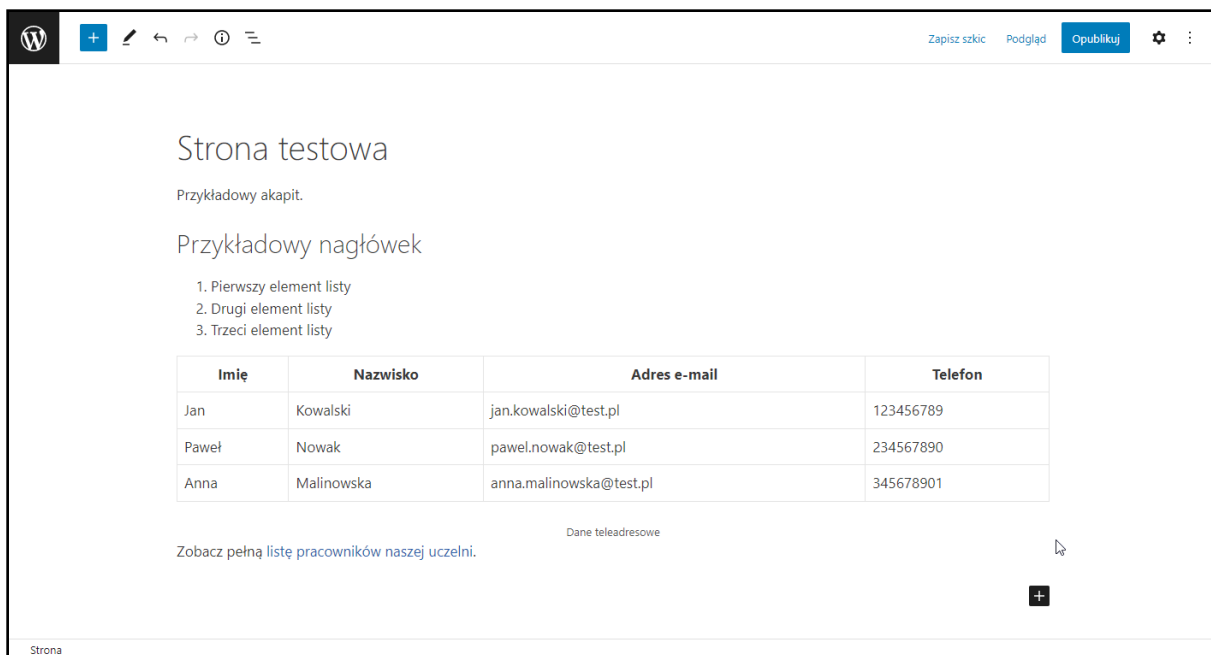 Zapisz szkic Podgląd Opublikuj
Strona testowa
Przykładowy akapit.
Przykładowy nagłówek
1. Pierwszy element listy
2. Drugi element listy
3. Trzeci element listy
Imię Nazwisko Adres e-mail Telefon
Jan Kowalski jan.kowalski@test.pl 123456789
Paweł Nowak pawel.nowak@test.pl 234567890
Anna Malinowska anna.malinowska@test.pl 345678901
Dane teleadresowe
Zobacz pełną listę pracowników naszej uczelni.
Strona